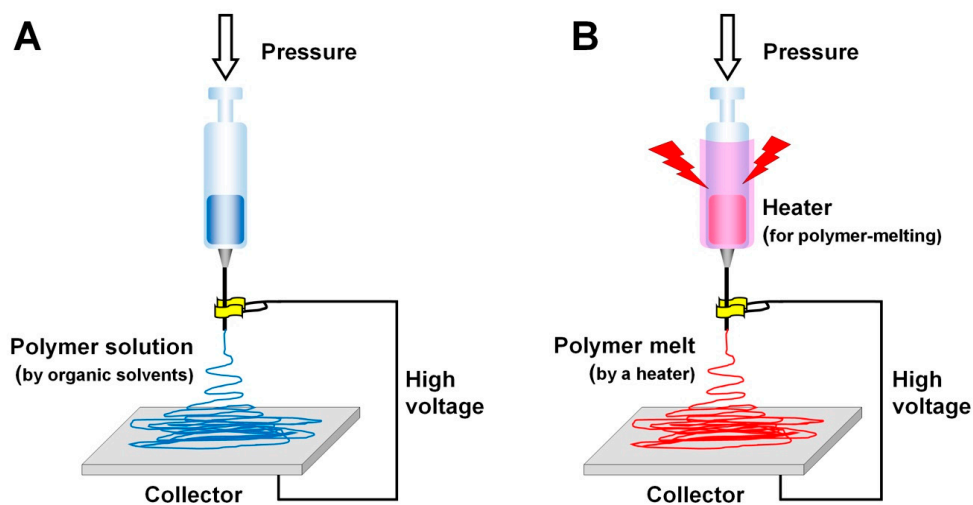 A
Pressure
Polymer solution
(by organic solvents)
High
voltage
Collector
B
Pressure
Heater
(for polymer-melting)
Polymer melt
(by a heater)
High
voltage
Collector